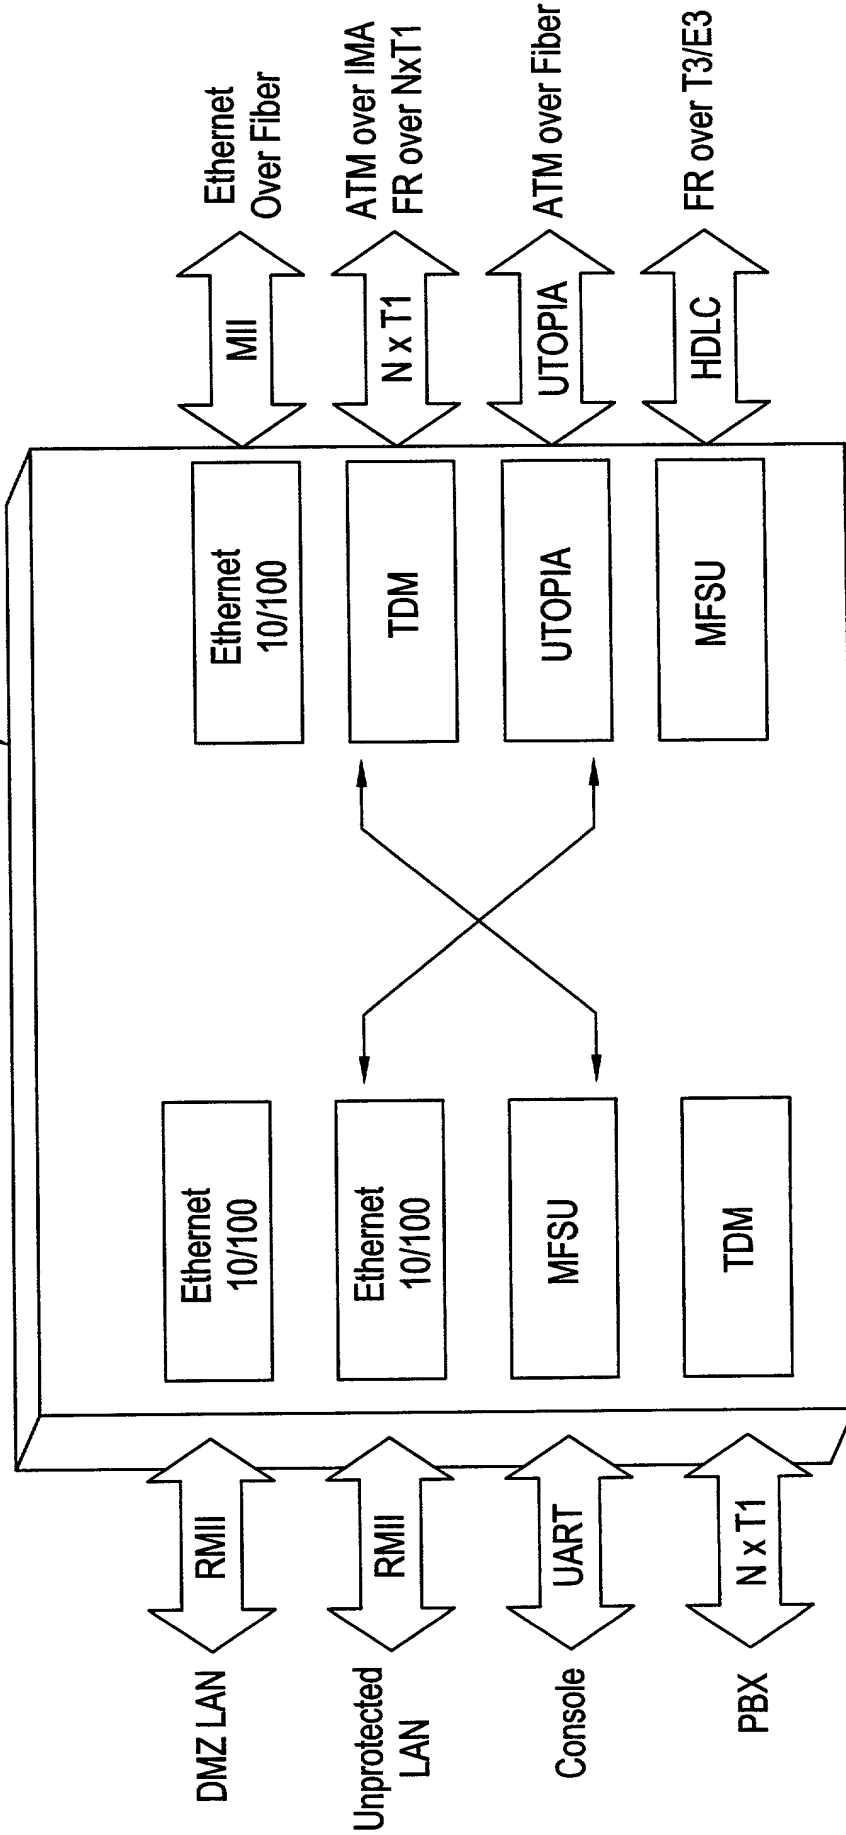 DMZ LAN
RMII
Ethernet
10/100
Ethernet
10/100
MII
Ethernet
Over Fiber
Unprotected
LAN
RMII
Ethernet
10/100
TDM
N x T1
ATM over IMA
FR over NxT1
Console
UART
MFSU
UTOPIA
UTOPIA
ATM over Fiber
PBX
N x T1
TDM
MFSU
HDLC
FR over T3/E3